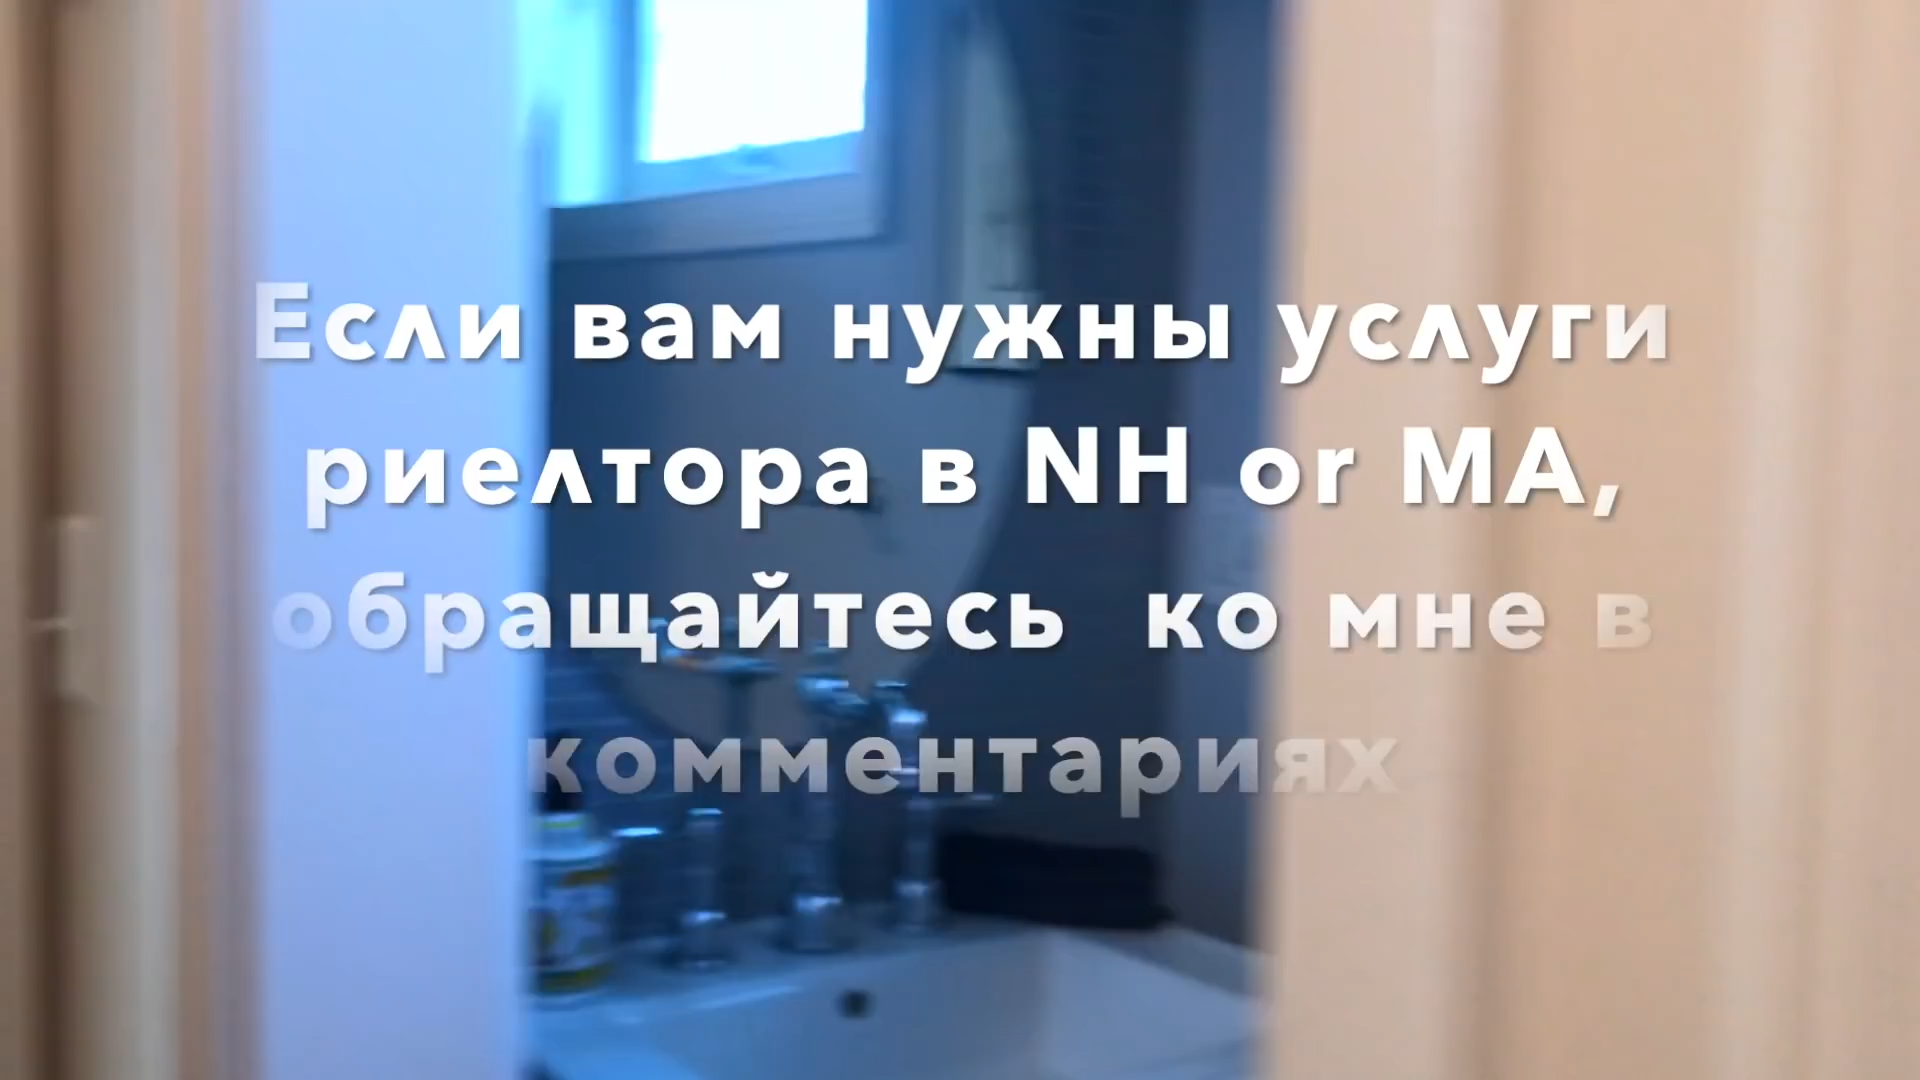 Если вам нужны услуги
риелтора в NH or MA,
обращайтесь  ко мне в
комментариях